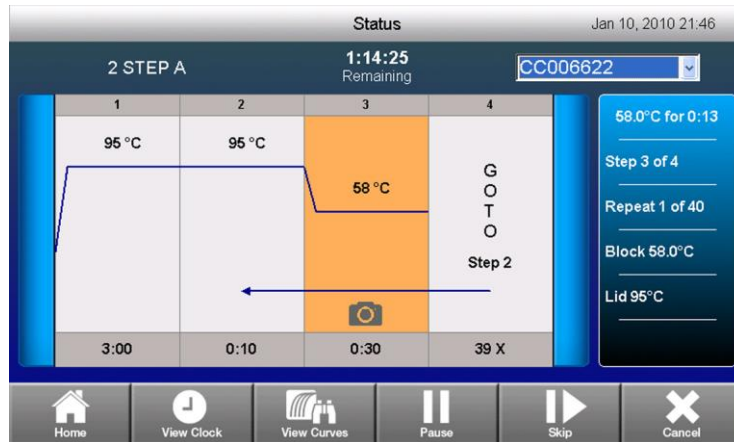 Status
Jan 10, 2010 21:46
2 STEP A
1:14:25
Remaining
CC006622
1 2 3 4
95 °C 95 °C 58 °C
G
O
T
O
Step 2
3:00 0:10 0:30 39 X
58.0°C for 0:13
Step 3 of 4
Repeat 1 of 40
Block 58.0°C
Lid 95°C
Home View Clock View Curves Pause Skip Cancel